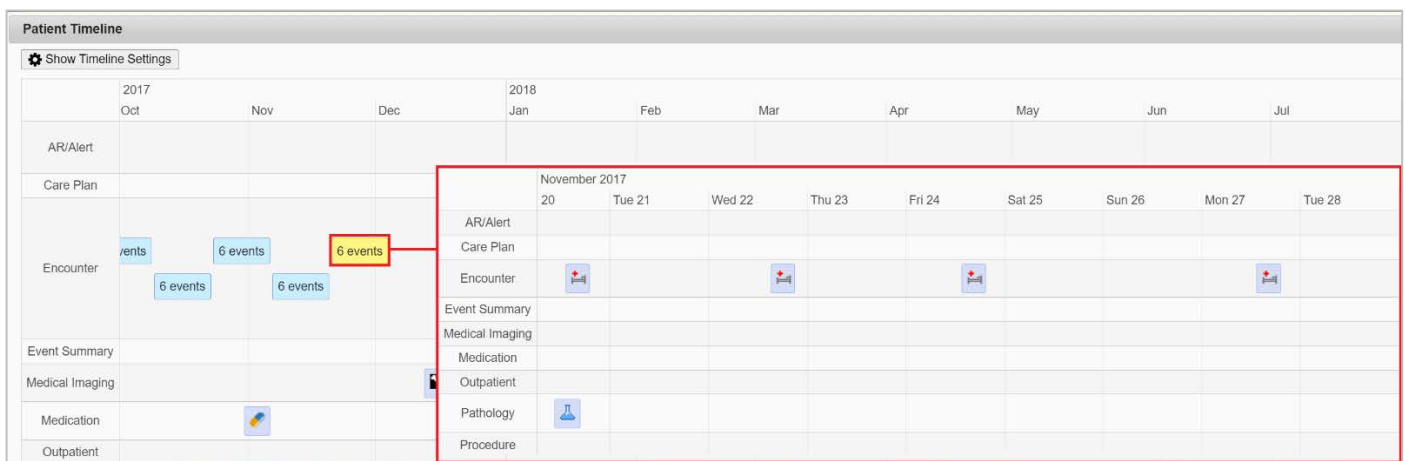 Patient Timeline
Show Timeline Settings
2017 2018
Oct Nov Dec Jan Feb Mar Apr May Jun Jul
AR/Alert
Care Plan
Encounter
vents 6 events 6 events
6 events 6 events
Event Summary
Medical Imaging
Medication
Outpatient
November 2017
20 Tue 21 Wed 22 Thu 23 Fri 24 Sat 25 Sun 26 Mon 27 Tue 28
AR/Alert
Care Plan
Encounter
Event Summary
Medical Imaging
Medication
Outpatient
Pathology
Procedure